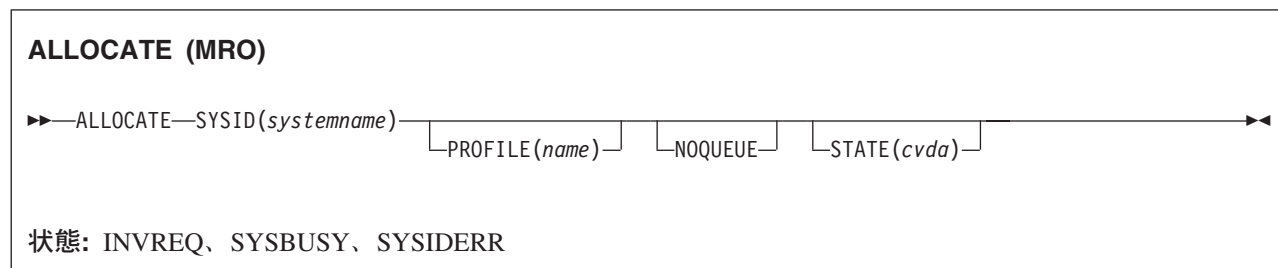 ALLOCATE (MRO)
ALLOCATE SYSID(systemname)
PROFILE(name) NOQUEUE STATE(cvda)
状態: INVREQ、SYSBUSY、SYSIDERR